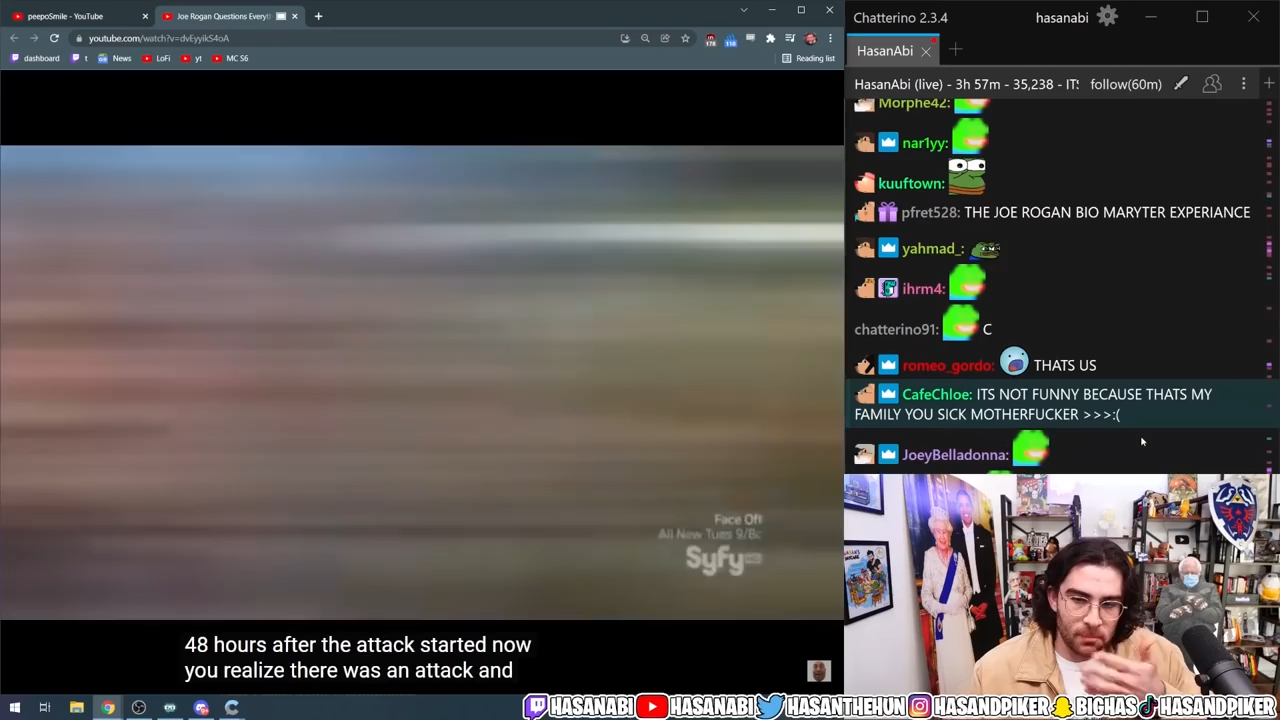 peepoSmile - YouTube
Joe Rogan Questions Everyt
youtube.com/watch?v=dvEyyikS4oA
dashboard
t
News
LoFi
yt
MC S6
Reading list
Face Off
All New Tues 9/8c
Syfy
48 hours after the attack started now
you realize there was an attack and
Chatterino 2.3.4
hasanabi
HasanAbi
HasanAbi (live) - 3h 57m - 35,238 - ITS
follow(60m)
Morphe42:
nar1yy:
kuuftown:
pfret528: THE JOE ROGAN BIO MARYTER EXPERIANCE
yahmad_:
ihrm4:
chatterino91: C
romeo_gordo: THATS US
CafeChloe: ITS NOT FUNNY BECAUSE THATS MY
FAMILY YOU SICK MOTHERFUCKER >>>:(
JoeyBelladonna:
HASANABI HASANABI HASANTHEHUN HASANDPIKER BIGHAS HASANDPIKER